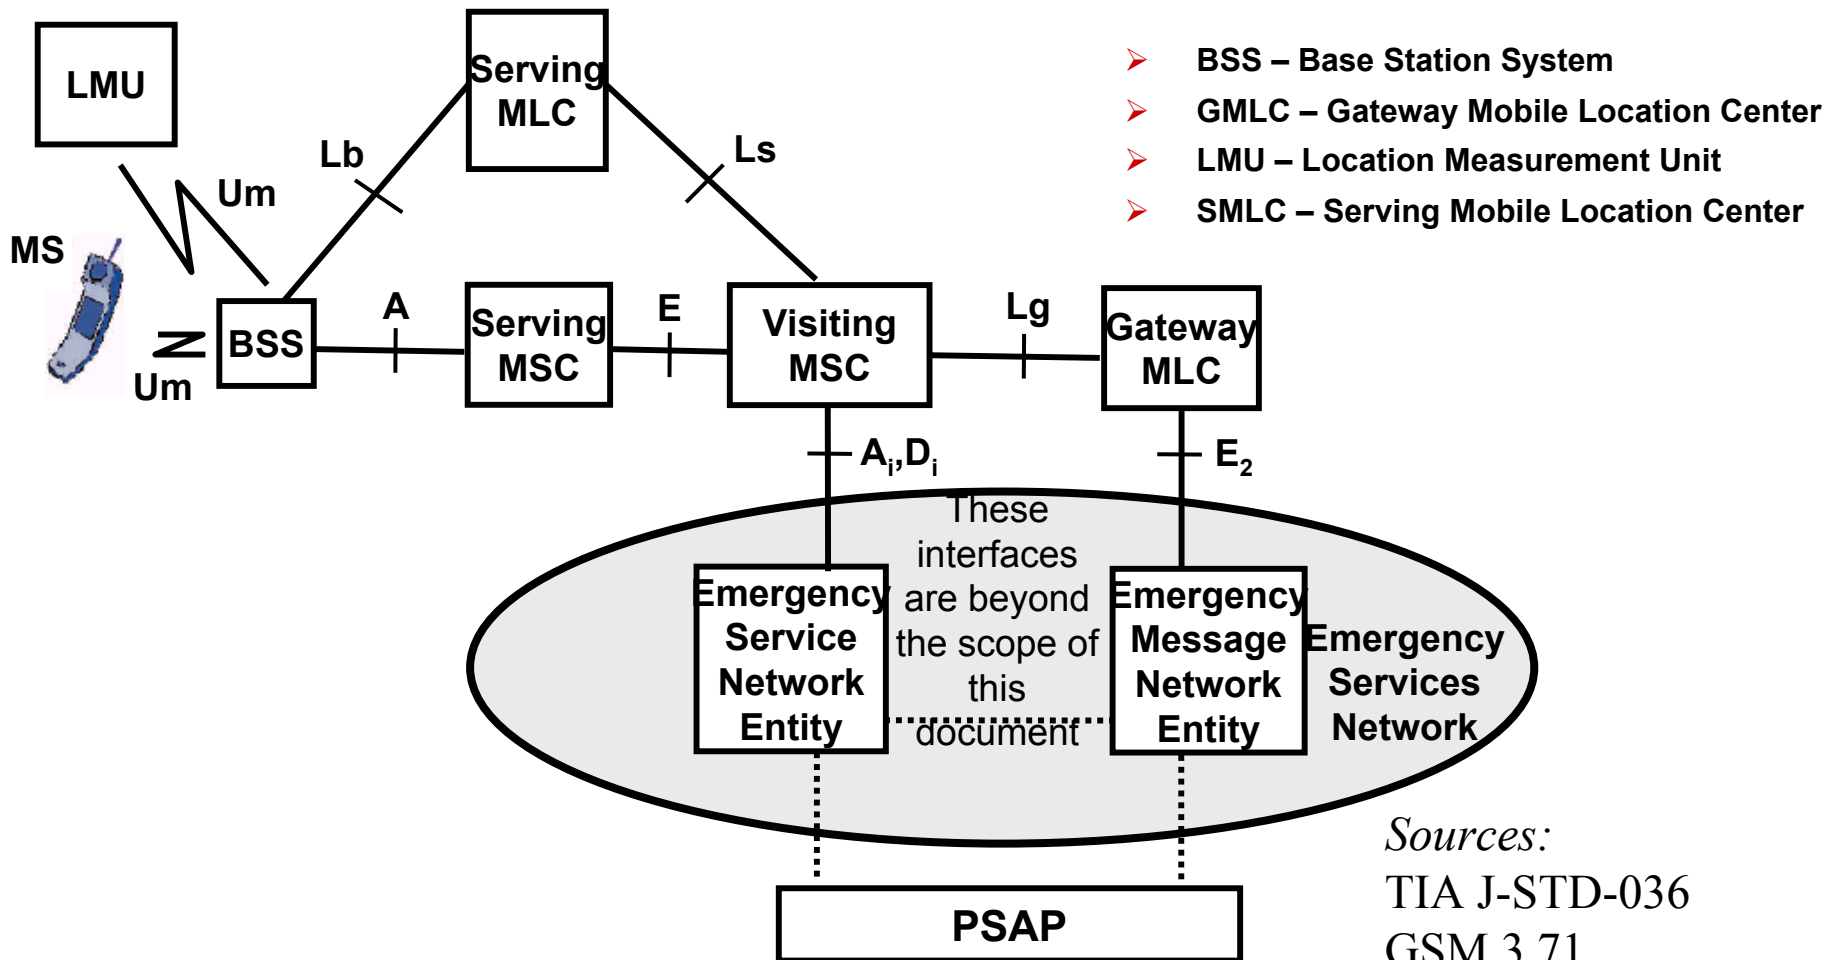 LMU
Serving
MLC
➢ BSS – Base Station System
➢ GMLC – Gateway Mobile Location Center
➢ LMU – Location Measurement Unit
➢ SMLC – Serving Mobile Location Center
Lb
Ls
Um
MS
Um
BSS
A
Serving
MSC
E
Visiting
MSC
Lg
Gateway
MLC
Ai,Di
E2
These
interfaces
are beyond
the scope of
this
document
Emergency
Service
Network
Entity
Emergency
Message
Network
Entity
Emergency
Services
Network
PSAP
Sources:
TIA J-STD-036
GSM 3.71